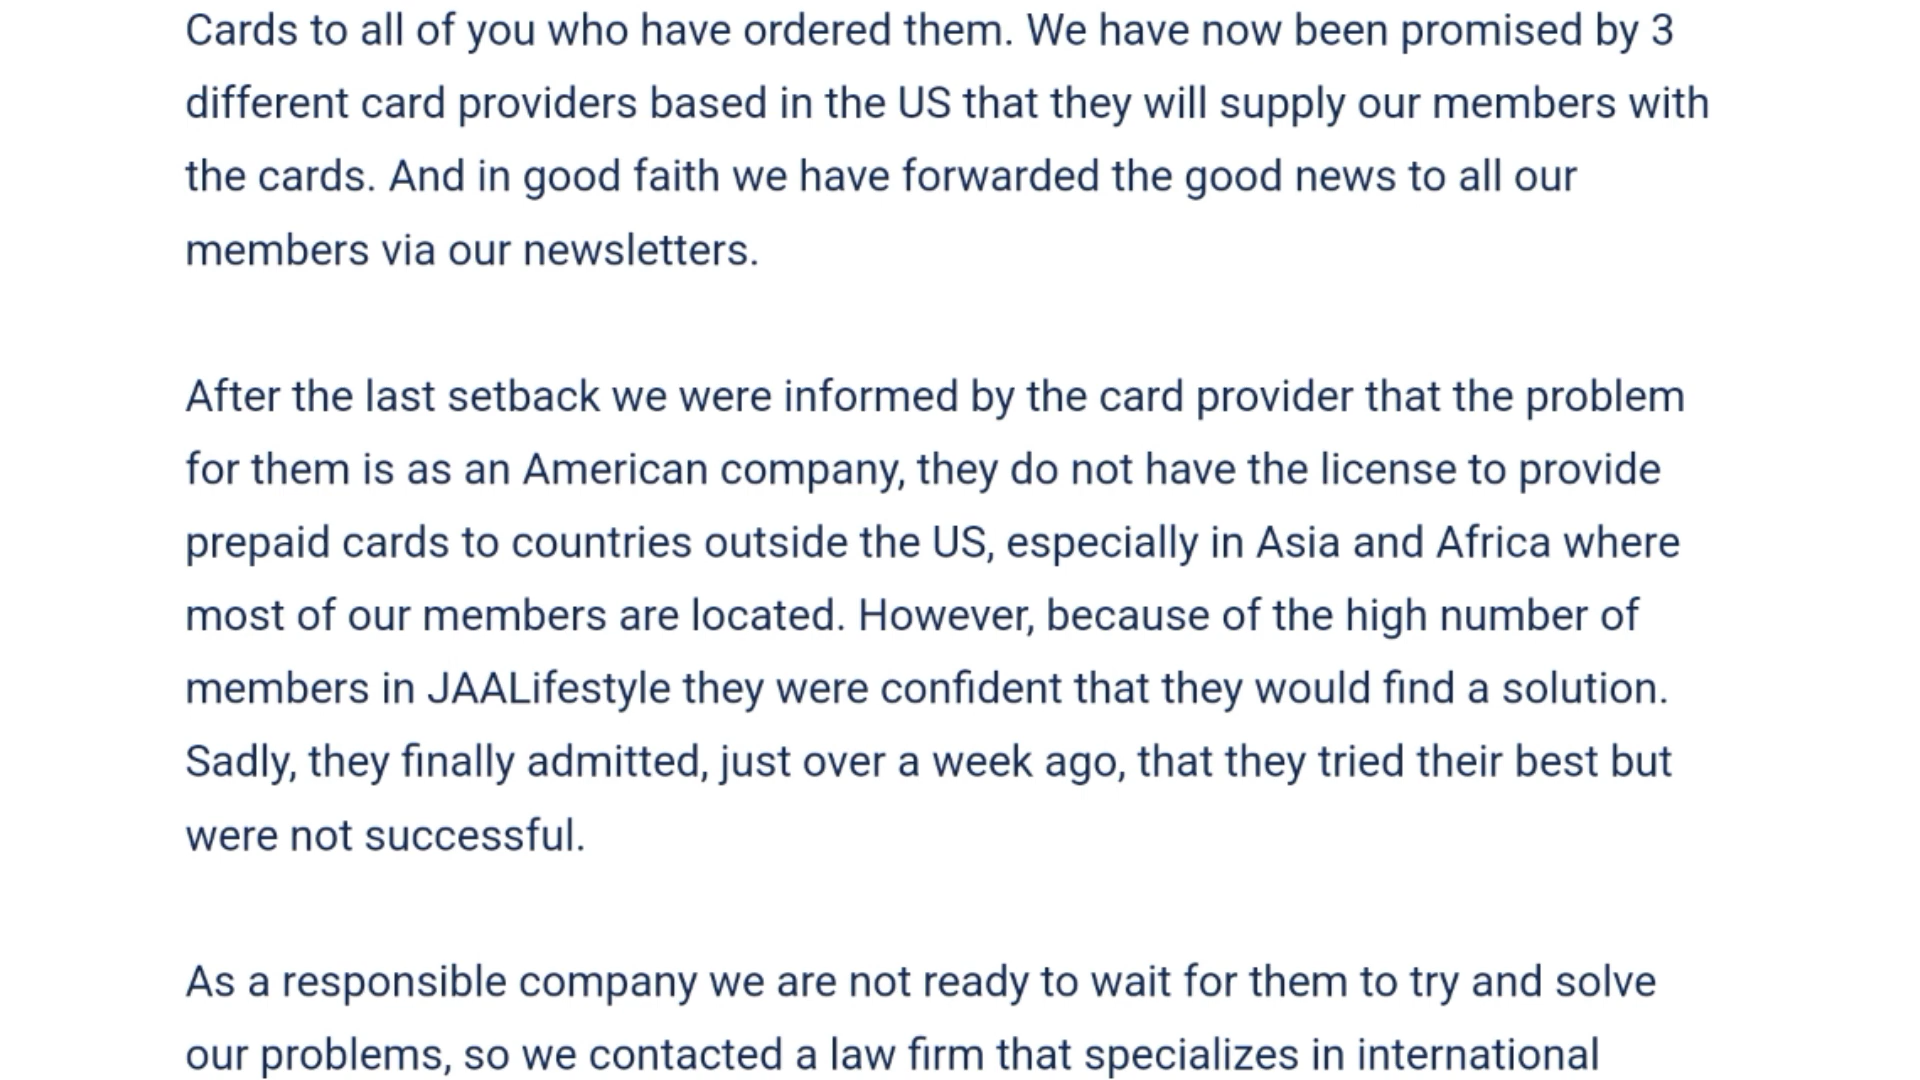 Cards to all of you who have ordered them. We have now been promised by 3
different card providers based in the US that they will supply our members with
the cards. And in good faith we have forwarded the good news to all our
members via our newsletters.
After the last setback we were informed by the card provider that the problem
for them is as an American company, they do not have the license to provide
prepaid cards to countries outside the US, especially in Asia and Africa where
most of our members are located. However, because of the high number of
members in JAALifestyle they were confident that they would find a solution.
Sadly, they finally admitted, just over a week ago, that they tried their best but
were not successful.
As a responsible company we are not ready to wait for them to try and solve
our problems, so we contacted a law firm that specializes in international